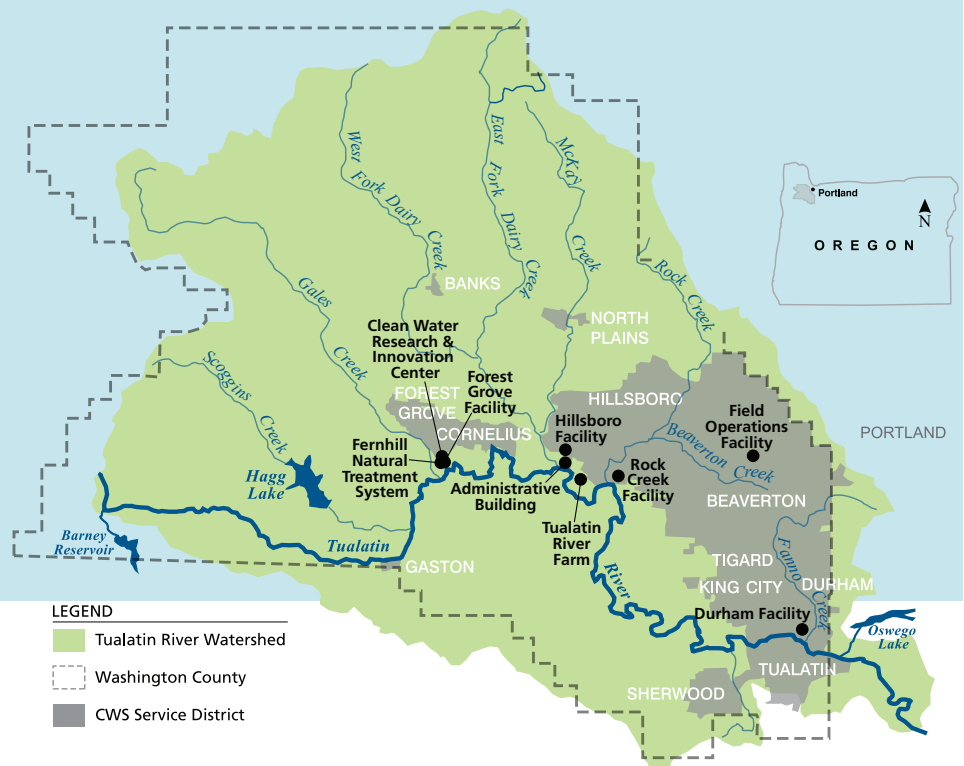 West
Fork Dairy
Creek
East
Fork
Dairy
Creek
McKay
Creek
Rock
Creek
Portland
N
OREGON
BANKS
Gales
Creek
NORTH
PLAINS
Clean Water
Research &
Innovation
Center
Forest
Grove
Facility
Scoggins
Creek
FOREST
GROVE
CORNELIUS
HILLSBORO
Hillsboro
Facility
Field
Operations
Facility
PORTLAND
Beaverton Creek
Fernhill
Natural
Treatment
System
Hagg
Lake
Administrative
Building
Rock
Creek
Facility
BEAVERTON
Tualatin
River
Farm
Barney
Reservoir
Tualatin
River
GASTON
TIGARD
KING CITY
Fanno
Creek
DURHAM
Durham Facility
Oswego
Lake
TUALATIN
SHERWOOD
LEGEND
Tualatin River Watershed
Washington County
CWS Service District